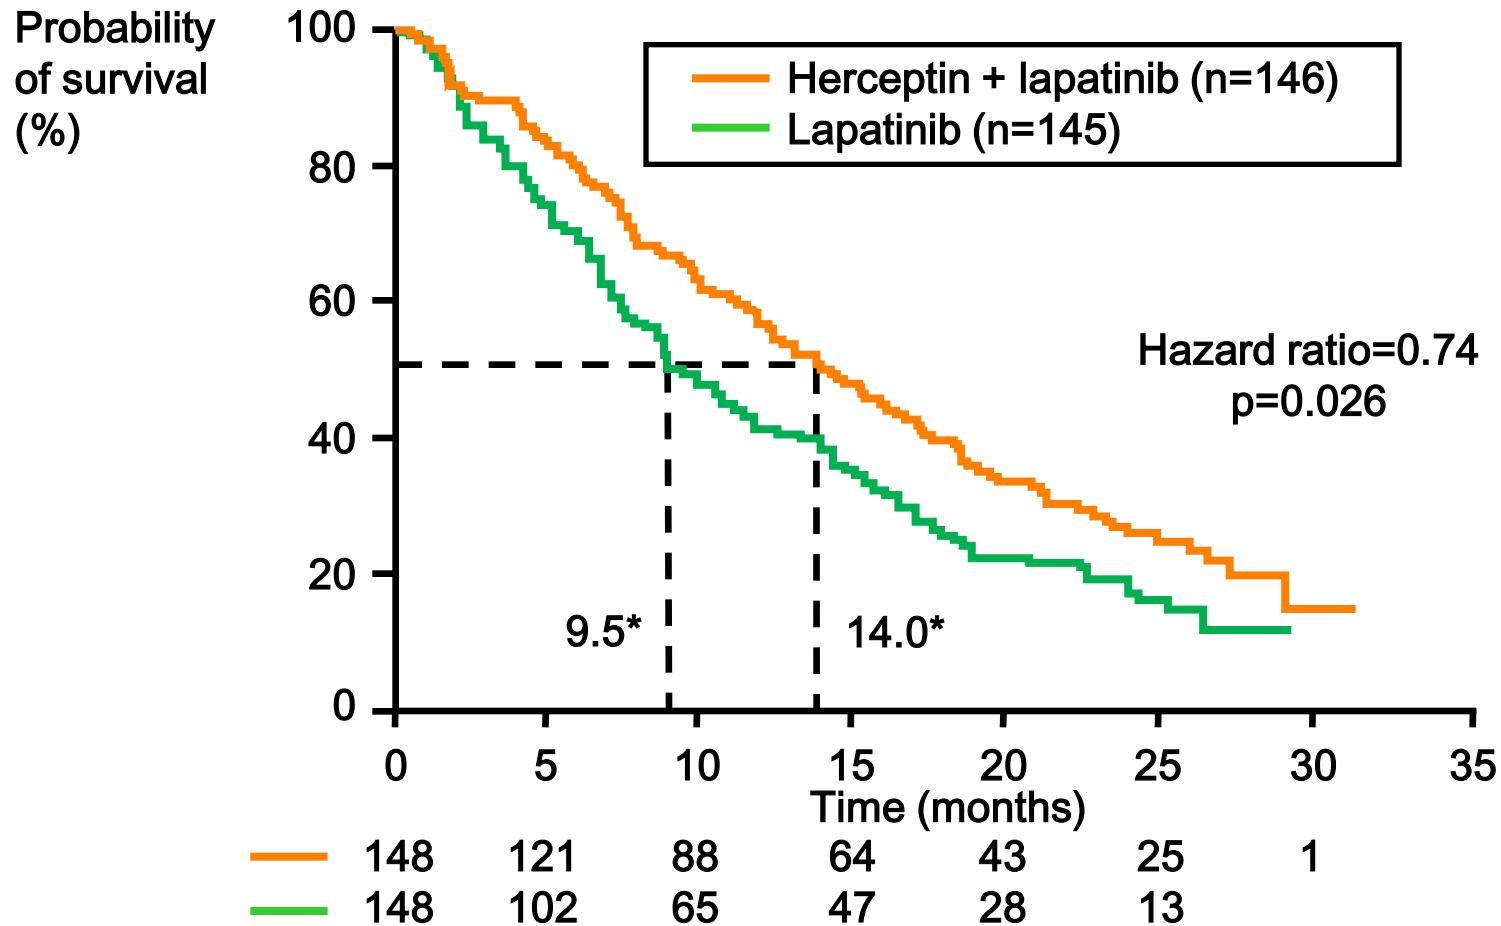 Probability
of survival
(%)
100
80
60
40
20
0
Herceptin + lapatinib (n=146)
Lapatinib (n=145)
Hazard ratio=0.74
p=0.026
9.5*
14.0*
0 5 10 15 20 25 30 35
Time (months)
148 121 88 64 43 25 1
148 102 65 47 28 13